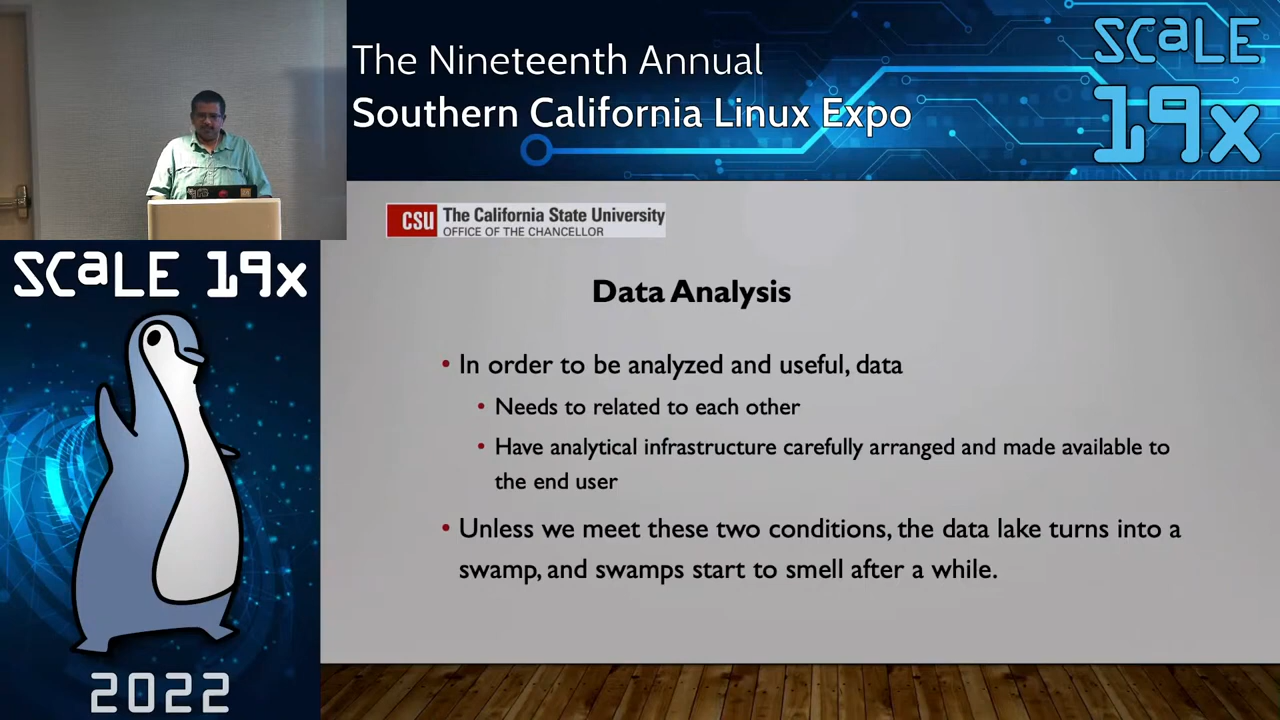 The Nineteenth Annual
Southern California Linux Expo
SCaLE
19x
CSU The California State University
OFFICE OF THE CHANCELLOR
SCaLE 19x
2022
Data Analysis
• In order to be analyzed and useful, data
• Needs to related to each other
• Have analytical infrastructure carefully arranged and made available to
the end user
• Unless we meet these two conditions, the data lake turns into a
swamp, and swamps start to smell after a while.